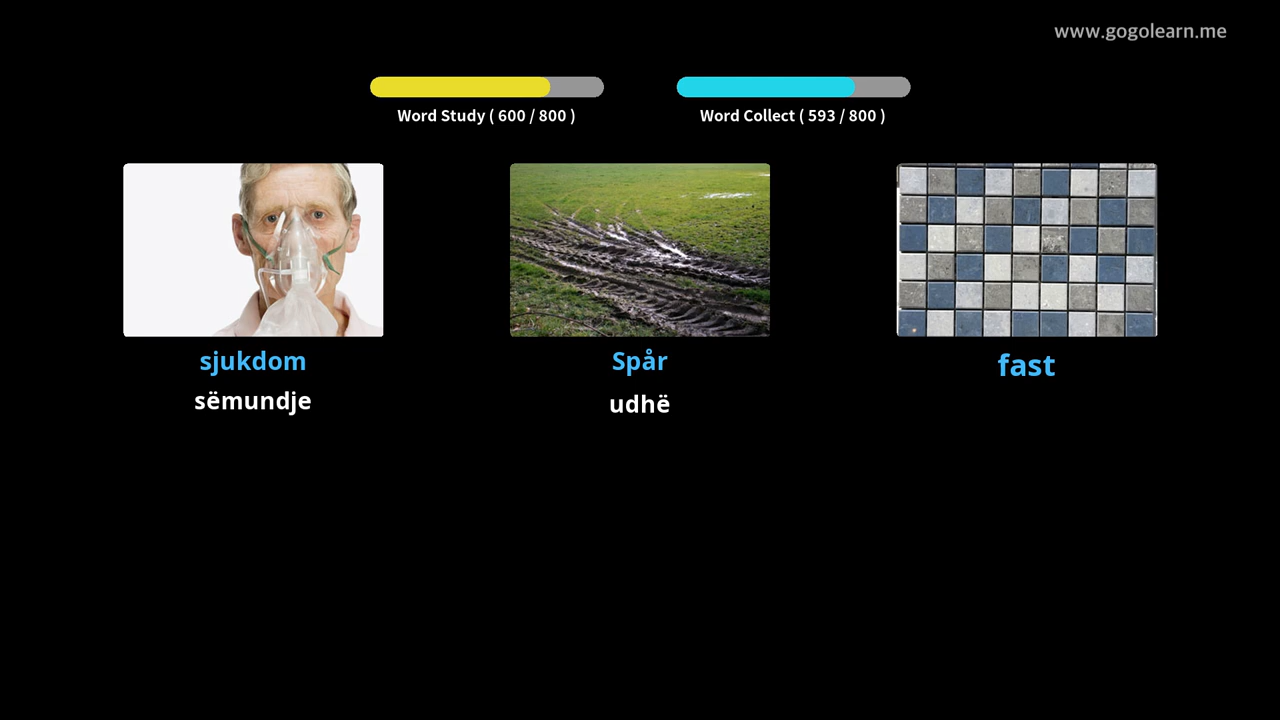 www.gogolearn.me
Word Study ( 600 / 800 )
Word Collect ( 593 / 800 )
sjukdom
sëmundje
Spår
udhë
fast